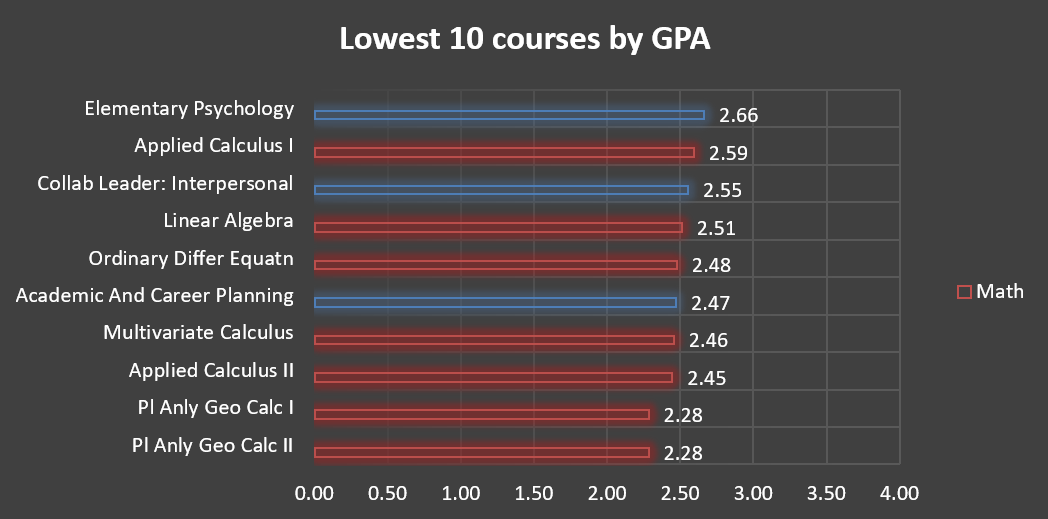 Lowest 10 courses by GPA
Elementary Psychology 2.66
Applied Calculus I 2.59
Collab Leader: Interpersonal 2.55
Linear Algebra 2.51
Ordinary Differ Equatn 2.48
Academic And Career Planning 2.47
Multivariate Calculus 2.46
Applied Calculus II 2.45
Pl Anly Geo Calc I 2.28
Pl Anly Geo Calc II 2.28
0.00 0.50 1.00 1.50 2.00 2.50 3.00 3.50 4.00
Math